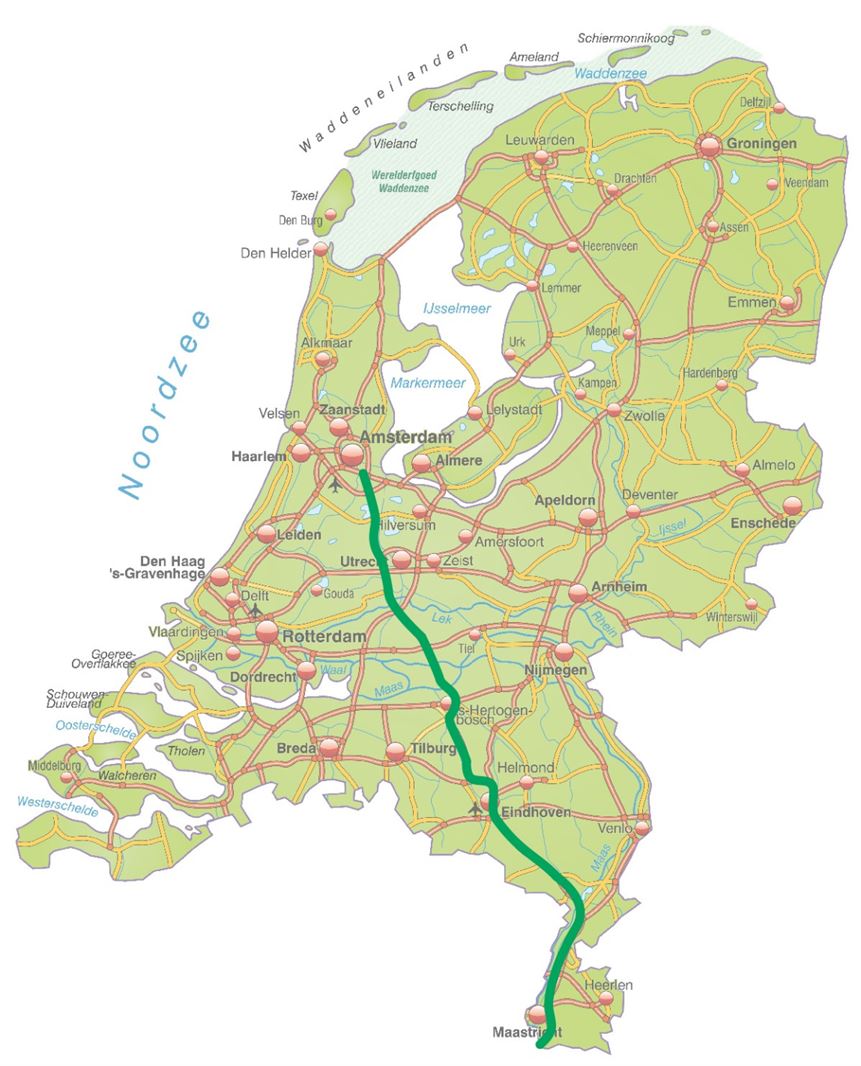 Schiermonnikoog
Ameland
Waddeneilanden
Waddenzee
Terschelling
Delfzijl
Vlieland
Leuwarden
Groningen
Werelderfgoed
Waddenzee
Drachten
Veendam
Texel
Den Burg
Assen
Den Helder
Heerenveen
Lemmer
Emmen
IJsselmeer
Noordzee
Meppel
Urk
Alkmaar
Hardenberg
Markermeer
Kampen
Velsen
Zaanstadt
Lelystadt
Zwolle
Amsterdam
Haarlem
Almere
Almelo
Apeldorn
Deventer
Enschede
Hilversum
IJssel
Leiden
Amersfoort
Den Haag
's-Gravenhage
Utrec
Zeist
Arnheim
Delft
Gouda
Rhein
Winterswijl
Lek
Vlaardingen
Rotterdam
Tiel
Spijken
Goeree-
Overflakkee
Waal
Nijmegen
Dordrecht
Maas
Schouwen-
Duiveland
s-Hertogen-
bosch
Oosterschelde
Tholen
Breda
Tilburg
Middelburg
Walcheren
Helmond
Westerschelde
Eindhoven
Venlo
Maas
Heerlen
Maastricht